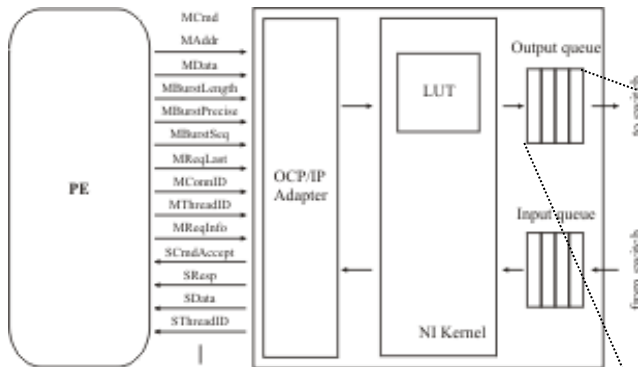 MCmd
MAddr
MData
MBurstLength
MBurstPrecise
MBurstSeq
MReqLast
MConnID
MThreadID
MReqInfo
SCmdAccept
SResp
SData
SThreadID
PE
OCP/IP
Adapter
LUT
NI Kernel
Output queue
to switch
Input queue
from switch